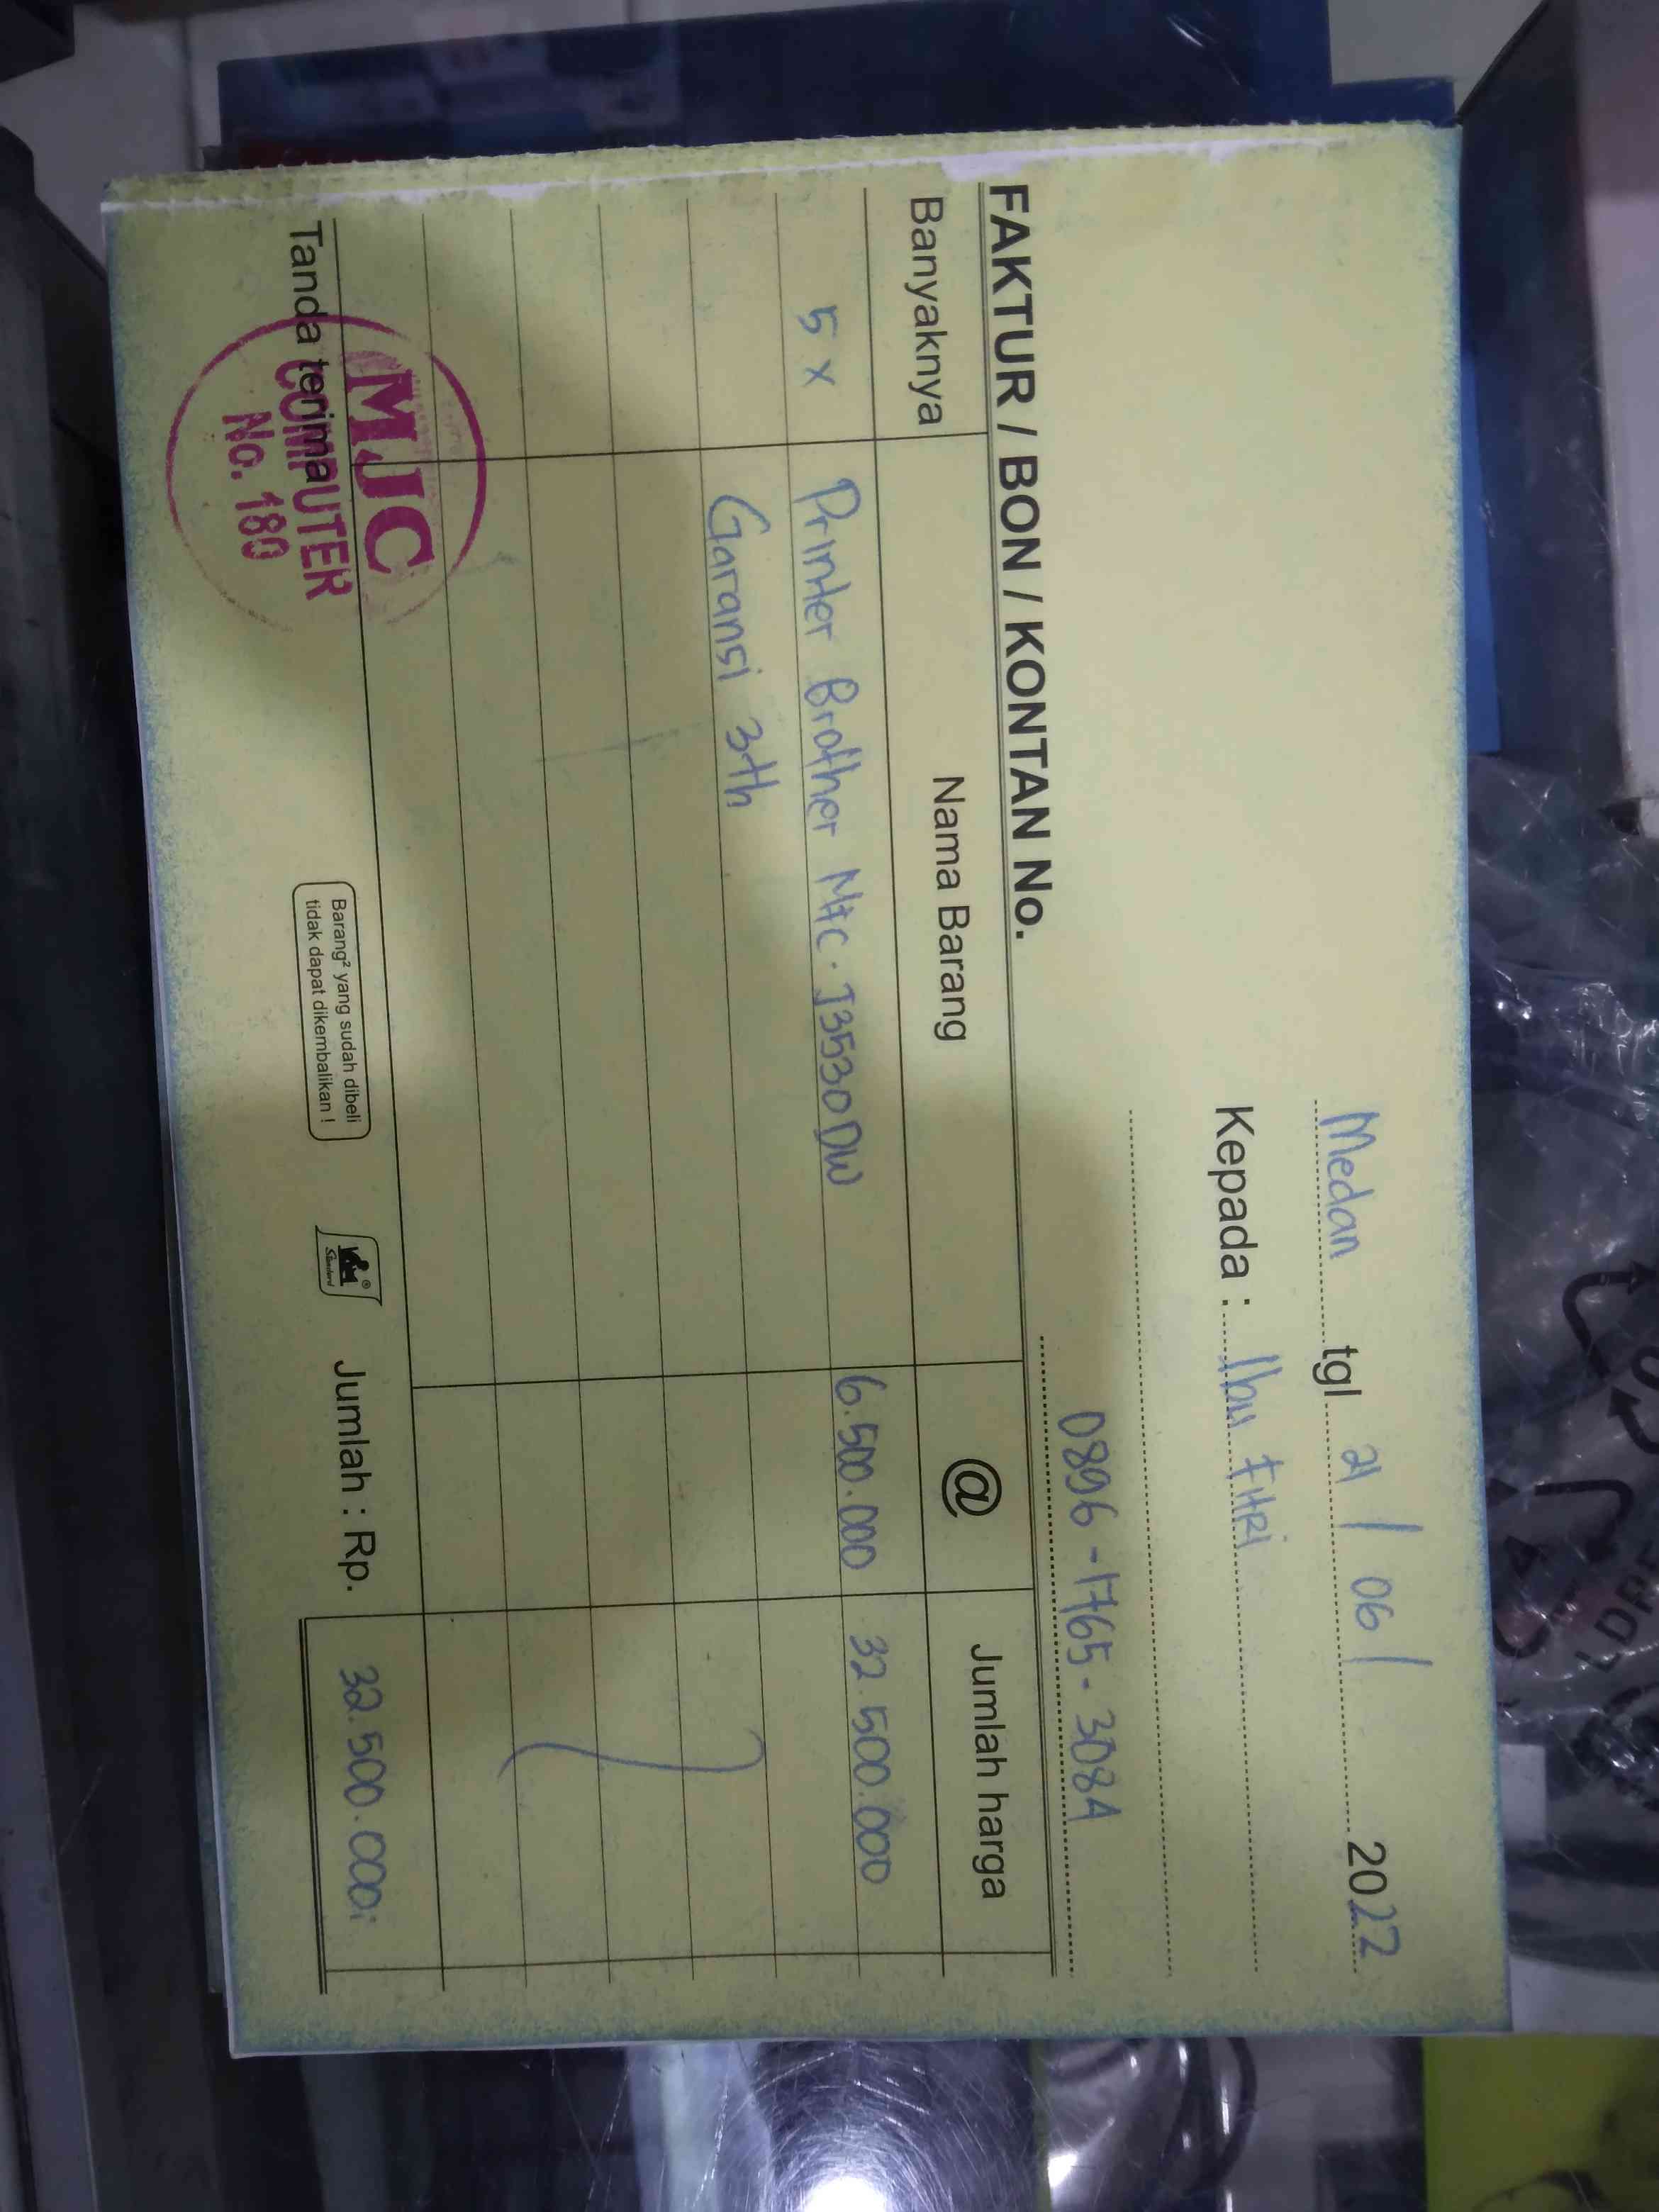 Medan tgl 21 / 06 / 2022
Kepada : Ibu Fitri
0896 - 1765 - 3084
FAKTUR / BON / KONTAN No.
Banyaknya Nama Barang @ Jumlah harga
5 x Printer Brother Mfc. J3530DW 6.500.000 32.500.000
Garansi 3th
Tanda terima
MJC
COMPUTER
No. 180
Barang² yang sudah dibeli
tidak dapat dikembalikan !
Standard
Jumlah : Rp. 32.500.000
LDPE